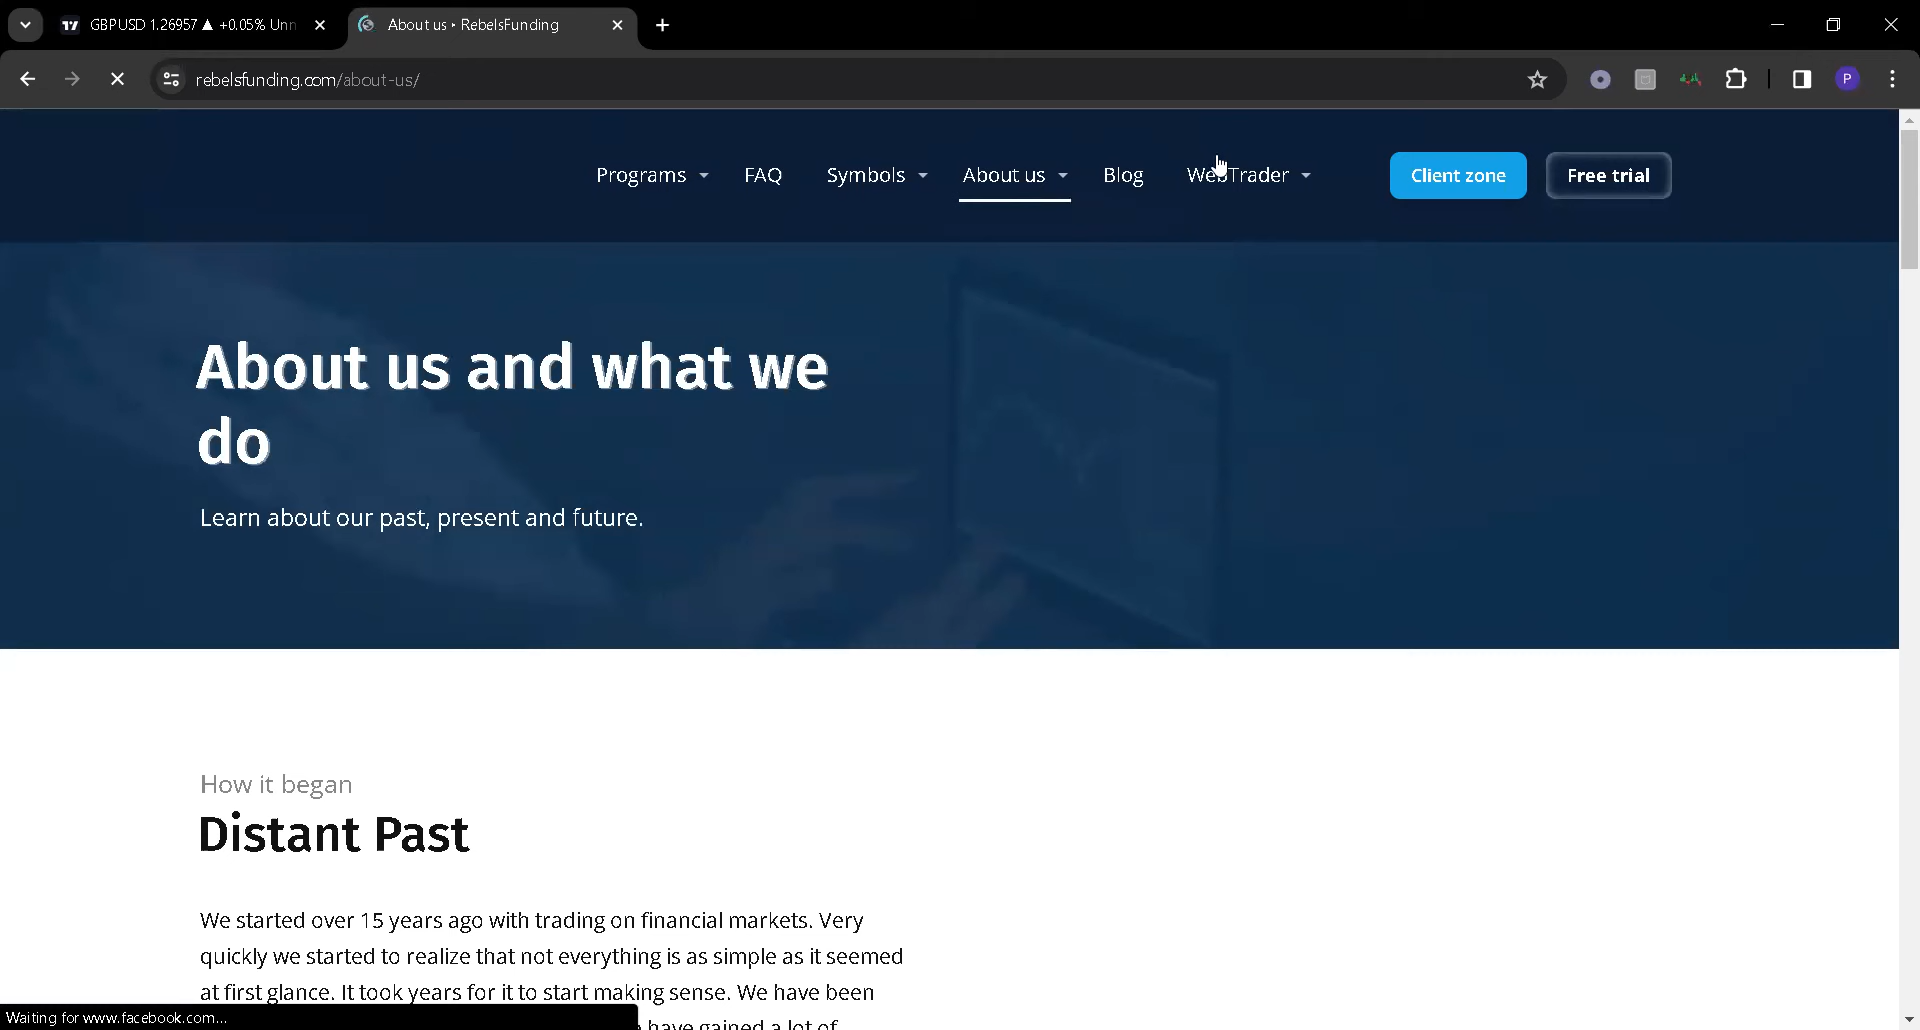 GBPUSD 1.26957 ▲ +0.05% Unn
About us • RebelsFunding
rebelsfunding.com/about-us/
Programs
FAQ
Symbols
About us
Blog
WebTrader
Client zone
Free trial
P
About us and what we
do
Learn about our past, present and future.
How it began
Distant Past
We started over 15 years ago with trading on financial markets. Very
quickly we started to realize that not everything is as simple as it seemed
at first glance. It took years for it to start making sense. We have been
have gained a lot of
Waiting for www.facebook.com...